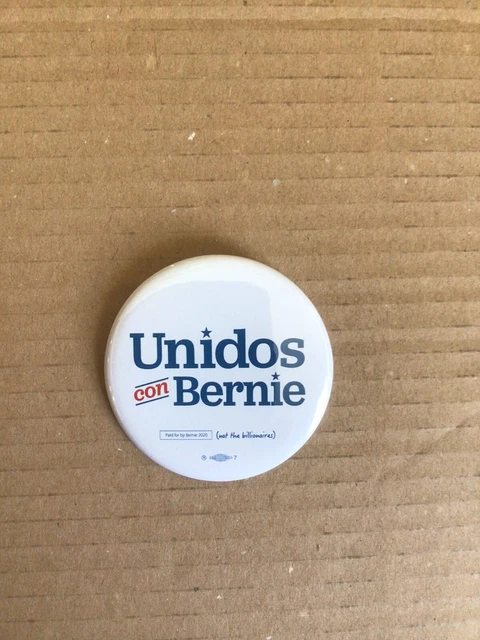 Unidos
con Bernie
Paid for by Bernie 2020 (not the billionaires)